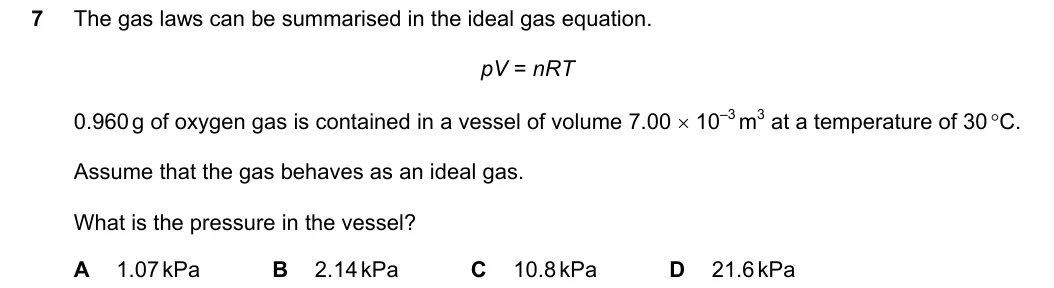 7 The gas laws can be summarised in the ideal gas equation.
pV = nRT
0.960 g of oxygen gas is contained in a vessel of volume 7.00 × 10⁻³ m³ at a temperature of 30 °C.
Assume that the gas behaves as an ideal gas.
What is the pressure in the vessel?
A 1.07 kPa B 2.14 kPa C 10.8 kPa D 21.6 kPa